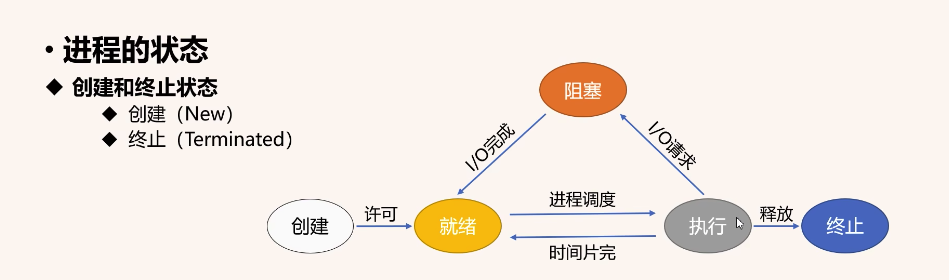 • 进程的状态
◆ 创建和终止状态
◆ 创建（New）
◆ 终止（Terminated）
阻塞
I/O完成
I/O请求
创建
许可
就绪
进程调度
时间片完
执行
释放
终止